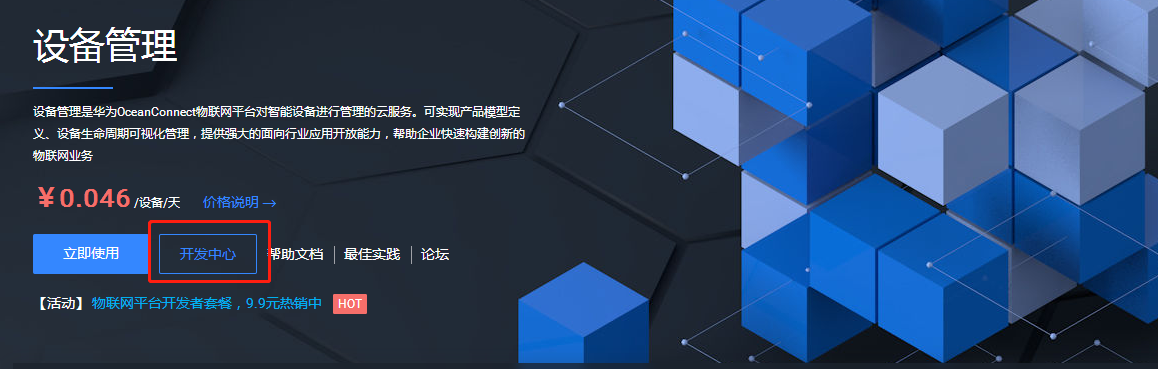 设备管理
设备管理是华为OceanConnect物联网平台对智能设备进行管理的云服务。可实现产品模型定
义、设备生命周期可视化管理，提供强大的面向行业应用开放能力，帮助企业快速构建创新的
物联网业务
￥0.046 /设备/天 价格说明→
立即使用 开发中心 帮助文档 | 最佳实践 | 论坛
【活动】物联网平台开发者套餐，9.9元热销中 HOT